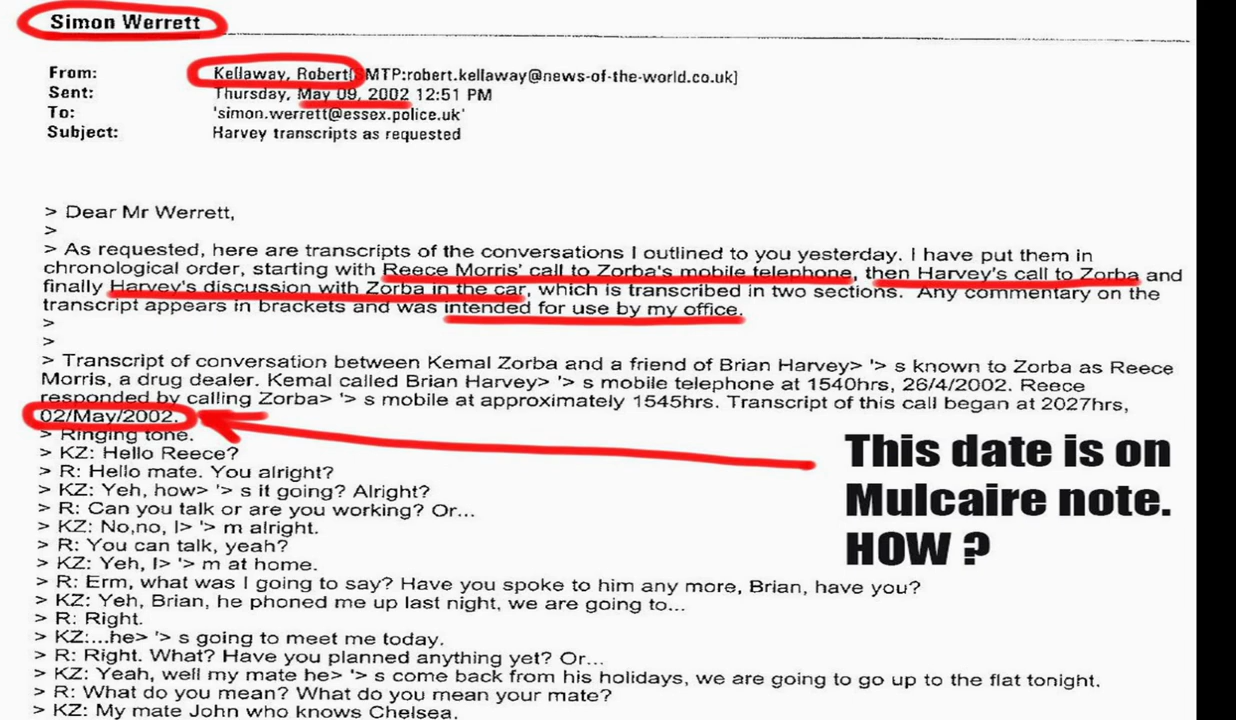 Simon Werrett
From: Kellaway, Robert[SMTP:robert.kellaway@news-of-the-world.co.uk]
Sent: Thursday, May 09, 2002 12:51 PM
To: 'simon.werrett@essex.police.uk'
Subject: Harvey transcripts as requested
> Dear Mr Werrett,
>
> As requested, here are transcripts of the conversations I outlined to you yesterday. I have put them in
chronological order, starting with Reece Morris' call to Zorba's mobile telephone, then Harvey's call to Zorba and
finally Harvey's discussion with Zorba in the car, which is transcribed in two sections. Any commentary on the
transcript appears in brackets and was intended for use by my office.
>
>
> Transcript of conversation between Kemal Zorba and a friend of Brian Harvey> '> s known to Zorba as Reece
Morris, a drug dealer. Kemal called Brian Harvey> '> s mobile telephone at 1540hrs, 26/4/2002. Reece
responded by calling Zorba> '> s mobile at approximately 1545hrs. Transcript of this call began at 2027hrs,
02/May/2002.
> Ringing tone.
> KZ: Hello Reece?
> R: Hello mate. You alright?
> KZ: Yeh, how> '> s it going? Alright?
> R: Can you talk or are you working? Or...
> KZ: No,no, I> '> m alright.
> R: You can talk, yeah?
> KZ: Yeh, I> '> m at home.
> R: Erm, what was I going to say? Have you spoke to him any more, Brian, have you?
> KZ: Yeh, Brian, he phoned me up last night, we are going to...
> R: Right.
> KZ:...he> '> s going to meet me today.
> R: Right. What? Have you planned anything yet? Or...
> KZ: Yeah, well my mate he> '> s come back from his holidays, we are going to go up to the flat tonight.
> R: What do you mean? What do you mean your mate?
> KZ: My mate John who knows Chelsea.
This date is on
Mulcaire note.
HOW ?